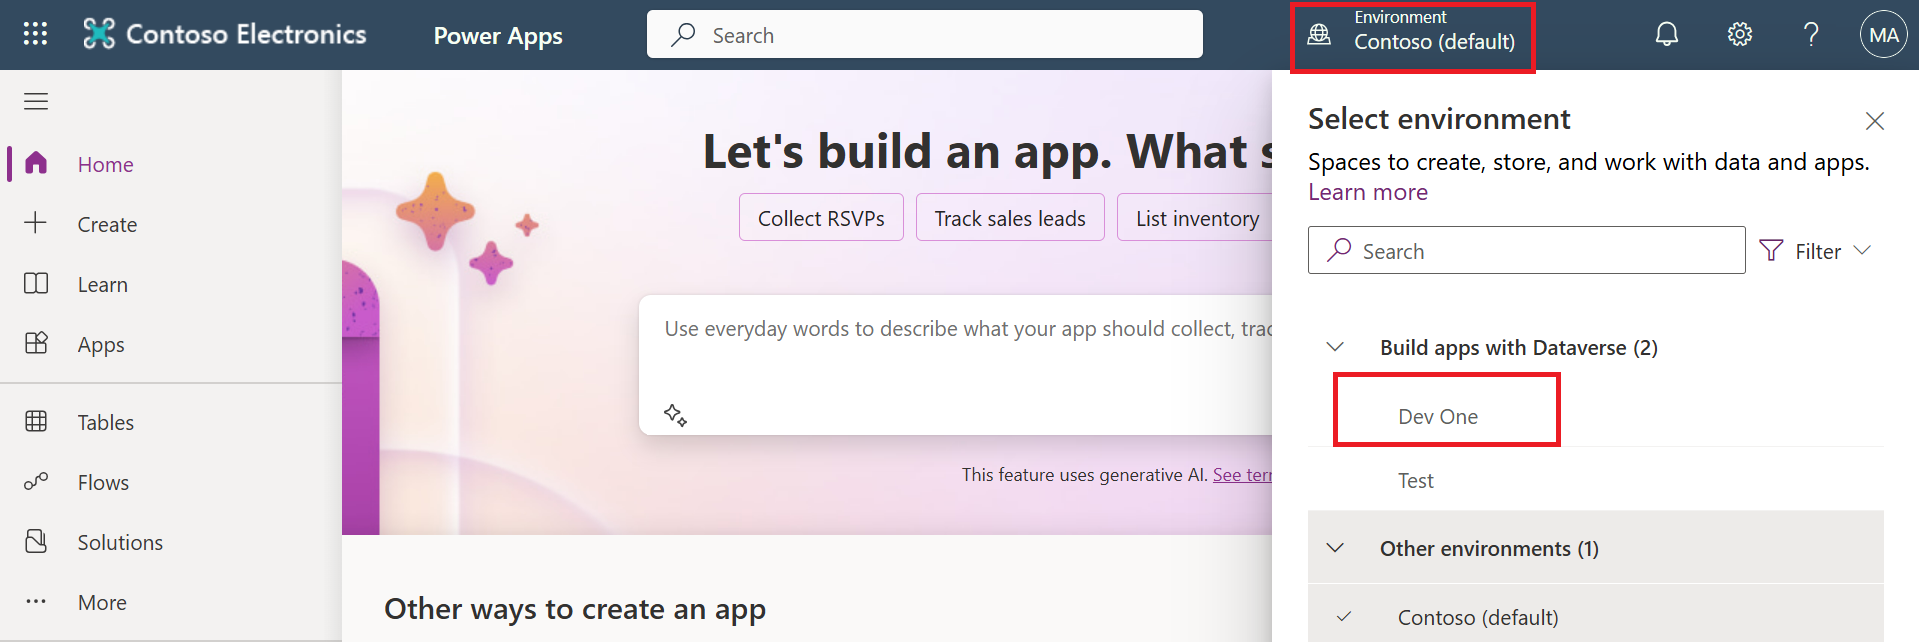 Contoso Electronics
Power Apps
Search
Environment
Contoso (default)
MA
Home
Create
Learn
Apps
Tables
Flows
Solutions
More
Let's build an app. What s
Collect RSVPs
Track sales leads
List inventory
Use everyday words to describe what your app should collect, trac
This feature uses generative AI. See terr
Other ways to create an app
Select environment
Spaces to create, store, and work with data and apps.
Learn more
Search
Filter
Build apps with Dataverse (2)
Dev One
Test
Other environments (1)
Contoso (default)